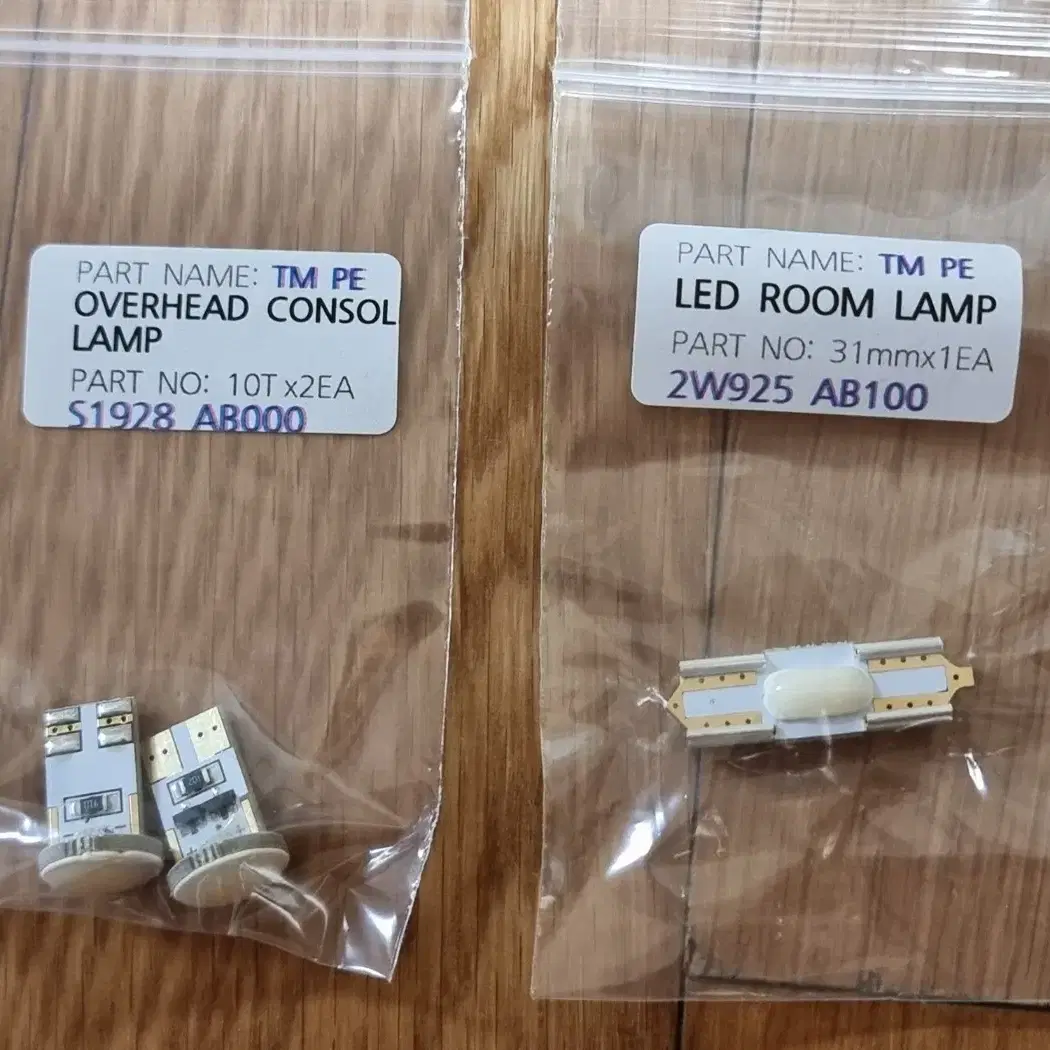 PART NAME: TM PE
OVERHEAD CONSOL
LAMP
PART NO: 10T x2EA
S1928 AB000
PART NAME: TM PE
LED ROOM LAMP
PART NO: 31mmx1EA
2W925 AB100